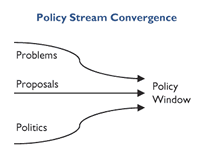 Policy Stream Convergence
Problems
Proposals
Policy
Window
Politics